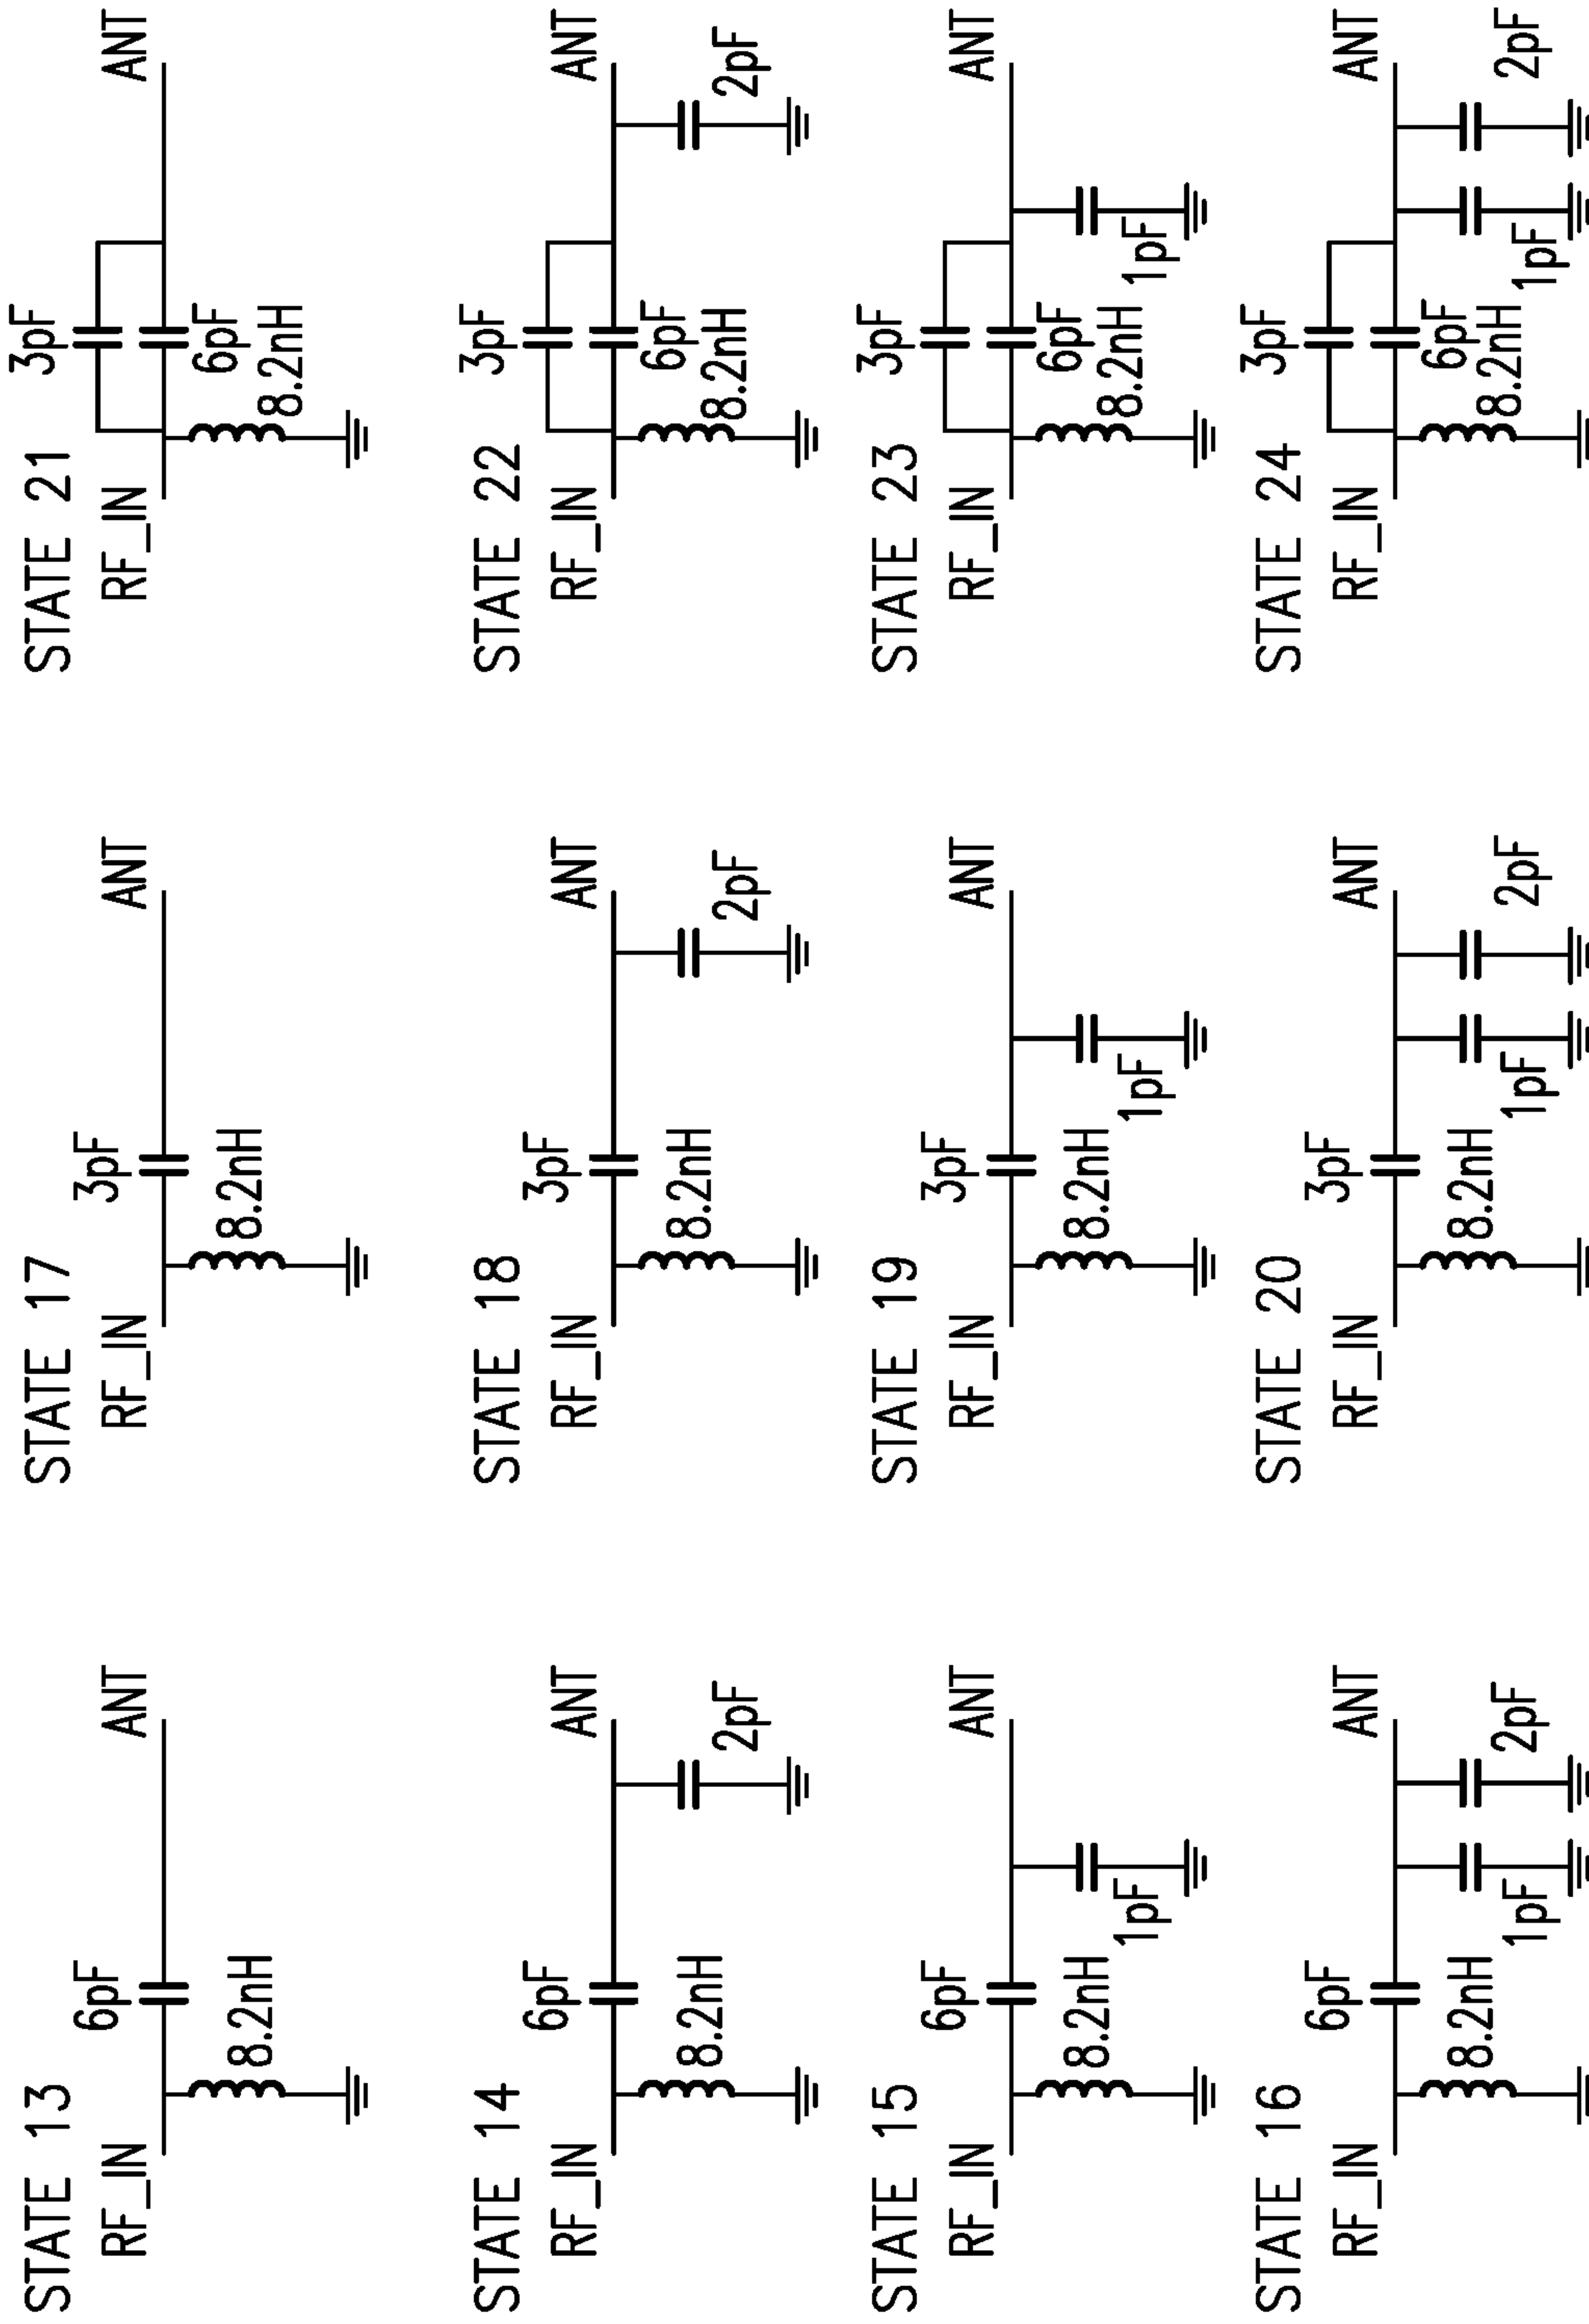 STATE 13
RF_IN
6pF
ANT
8.2nH
STATE 14
RF_IN
6pF
ANT
8.2nH
2pF
STATE 15
RF_IN
6pF
ANT
8.2nH
1pF
STATE 16
RF_IN
6pF
ANT
8.2nH
1pF
2pF
STATE 17
RF_IN
3pF
ANT
8.2nH
STATE 18
RF_IN
3pF
ANT
8.2nH
2pF
STATE 19
RF_IN
3pF
ANT
8.2nH
1pF
STATE 20
RF_IN
3pF
ANT
8.2nH
1pF
2pF
STATE 21
RF_IN
3pF
ANT
6pF
8.2nH
STATE 22
RF_IN
3pF
ANT
6pF
8.2nH
2pF
STATE 23
RF_IN
3pF
ANT
6pF
8.2nH
1pF
STATE 24
RF_IN
3pF
ANT
6pF
8.2nH
1pF
2pF